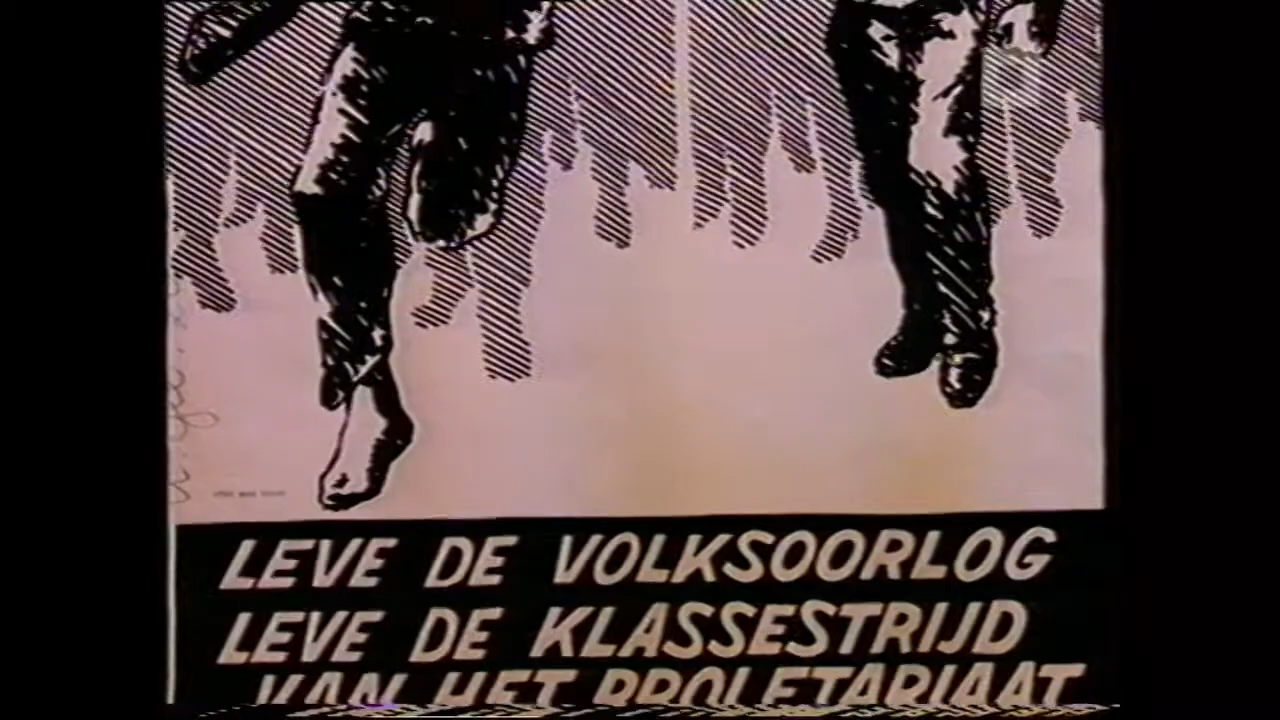 LEVE DE VOLKSOORLOG
LEVE DE KLASSESTRIJD
VAN HET PROLETARIAAT